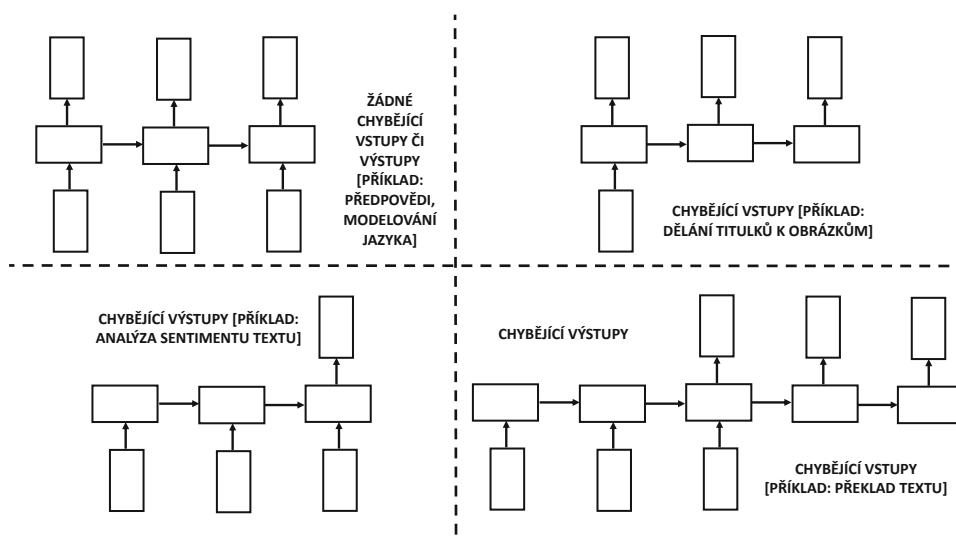 ŽÁDNÉ
CHYBĚJÍCÍ
VSTUPY ČI
VÝSTUPY
[PŘÍKLAD:
PŘEDPOVĚDI,
MODELOVÁNÍ
JAZYKA]
CHYBĚJÍCÍ VSTUPY [PŘÍKLAD:
DĚLÁNÍ TITULKŮ K OBRÁZKŮM]
CHYBĚJÍCÍ VÝSTUPY [PŘÍKLAD:
ANALÝZA SENTIMENTU TEXTU]
CHYBĚJÍCÍ VÝSTUPY
CHYBĚJÍCÍ VSTUPY
[PŘÍKLAD: PŘEKLAD TEXTU]